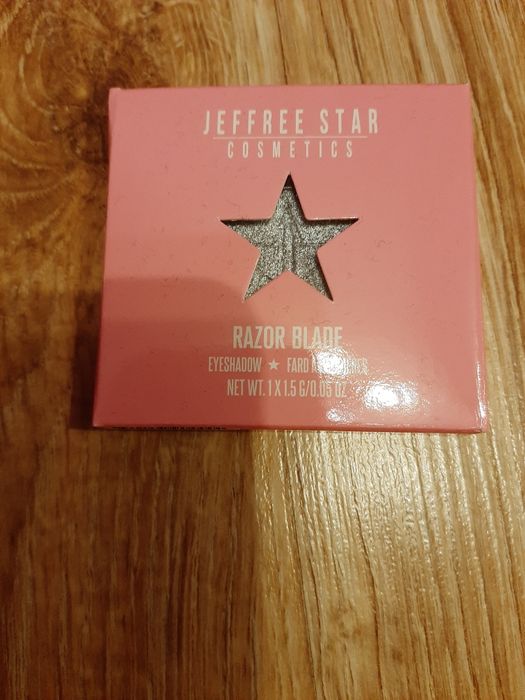 JEFFREE STAR
COSMETICS
RAZOR BLADE
EYESHADOW ★ FARD
NET WT. 1 X 1.5 G/0.05 OZ